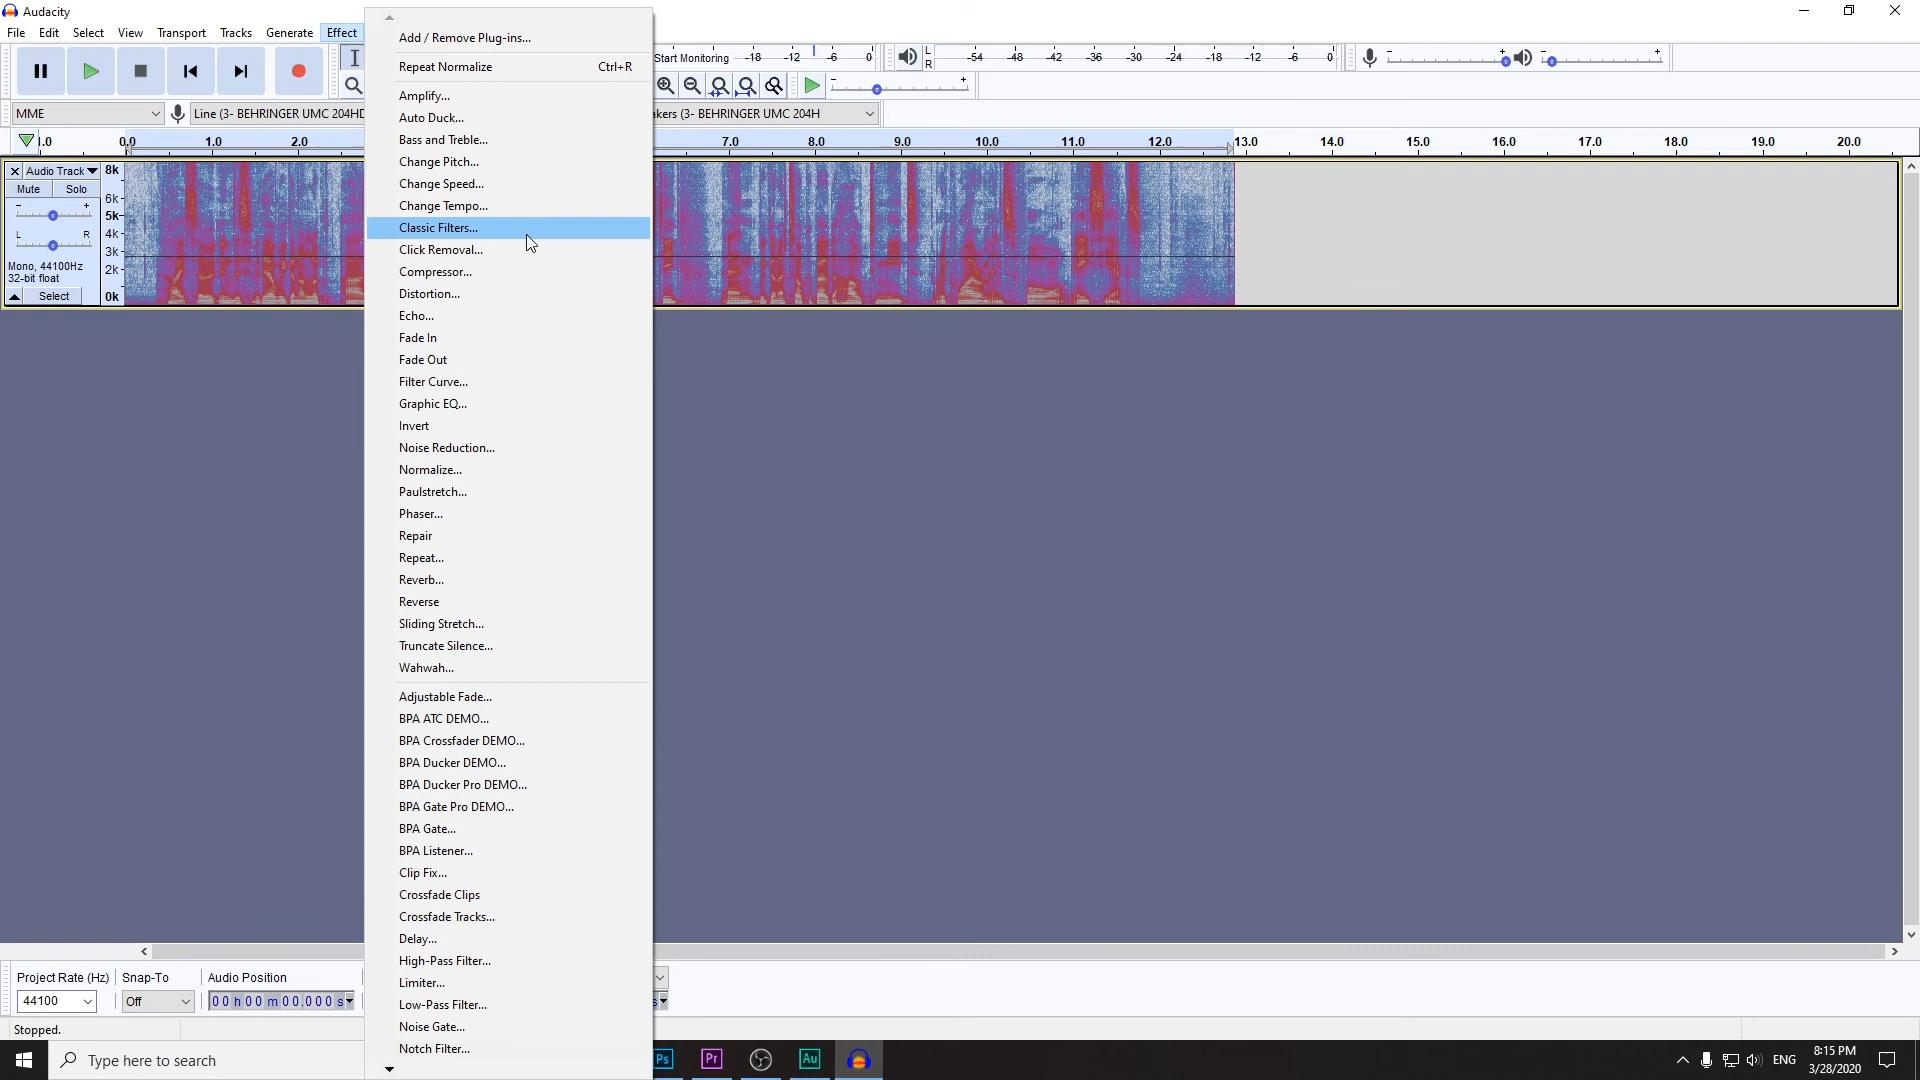 Audacity
File Edit Select View Transport Tracks Generate Effect
Add / Remove Plug-ins...
Repeat Normalize Ctrl+R
Amplify...
Auto Duck...
Bass and Treble...
Change Pitch...
Change Speed...
Change Tempo...
Classic Filters...
Click Removal...
Compressor...
Distortion...
Echo...
Fade In
Fade Out
Filter Curve...
Graphic EQ...
Invert
Noise Reduction...
Normalize...
Paulstretch...
Phaser...
Repair
Repeat...
Reverb...
Reverse
Sliding Stretch...
Truncate Silence...
Wahwah...
Adjustable Fade...
BPA ATC DEMO...
BPA Crossfader DEMO...
BPA Ducker DEMO...
BPA Ducker Pro DEMO...
BPA Gate Pro DEMO...
BPA Gate...
BPA Listener...
Clip Fix...
Crossfade Clips
Crossfade Tracks...
Delay...
High-Pass Filter...
Limiter...
Low-Pass Filter...
Noise Gate...
Notch Filter...
Start Monitoring -18 -12 -6 0
L
R
-54 -48 -42 -36 -30 -24 -18 -12 -6 0
MME
Line (3- BEHRINGER UMC 204HD
akers (3- BEHRINGER UMC 204H
1.0 0.0 1.0 2.0 7.0 8.0 9.0 10.0 11.0 12.0 13.0 14.0 15.0 16.0 17.0 18.0 19.0 20.0
Audio Track
Mute Solo
L R
Mono, 44100Hz
32-bit float
Select
8k
6k
5k
4k
3k
2k
0k
Project Rate (Hz) Snap-To Audio Position
44100 Off 00 h 00 m 00.000 s
s
Stopped.
Type here to search
Ps Pr Au
ENG
8:15 PM
3/28/2020